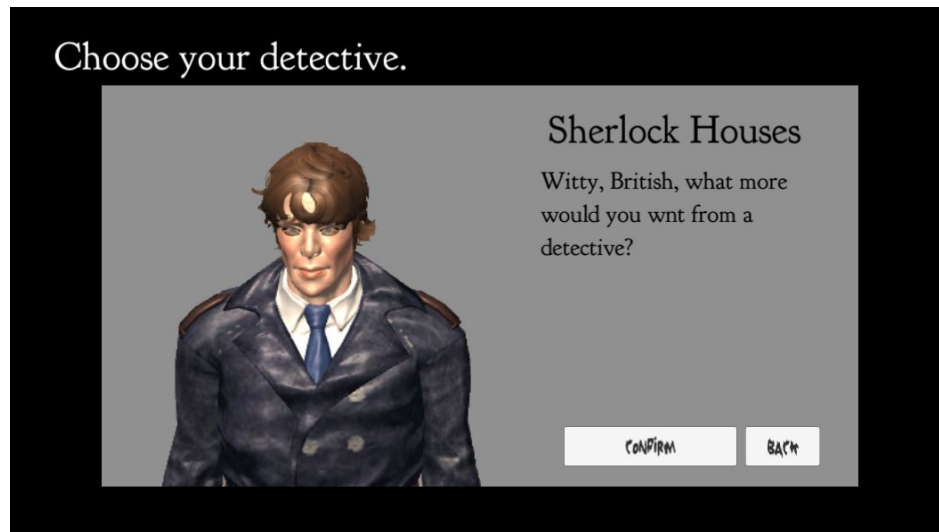 Choose your detective.
Sherlock Houses
Witty, British, what more
would you wnt from a
detective?
CONFIRM
BACK